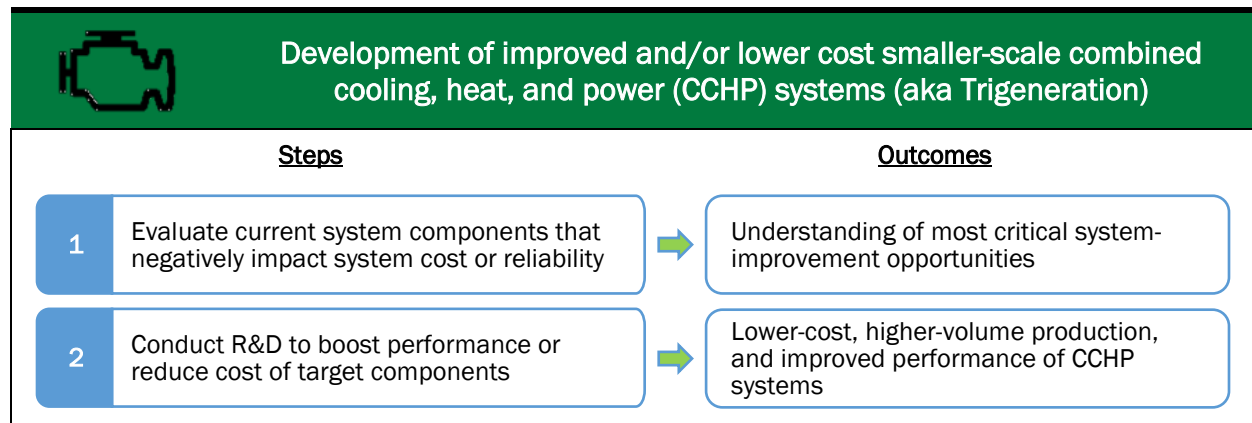 Development of improved and/or lower cost smaller-scale combined
cooling, heat, and power (CCHP) systems (aka Trigeneration)
Steps
Outcomes
1
Evaluate current system components that
negatively impact system cost or reliability
Understanding of most critical system-
improvement opportunities
2
Conduct R&D to boost performance or
reduce cost of target components
Lower-cost, higher-volume production,
and improved performance of CCHP
systems